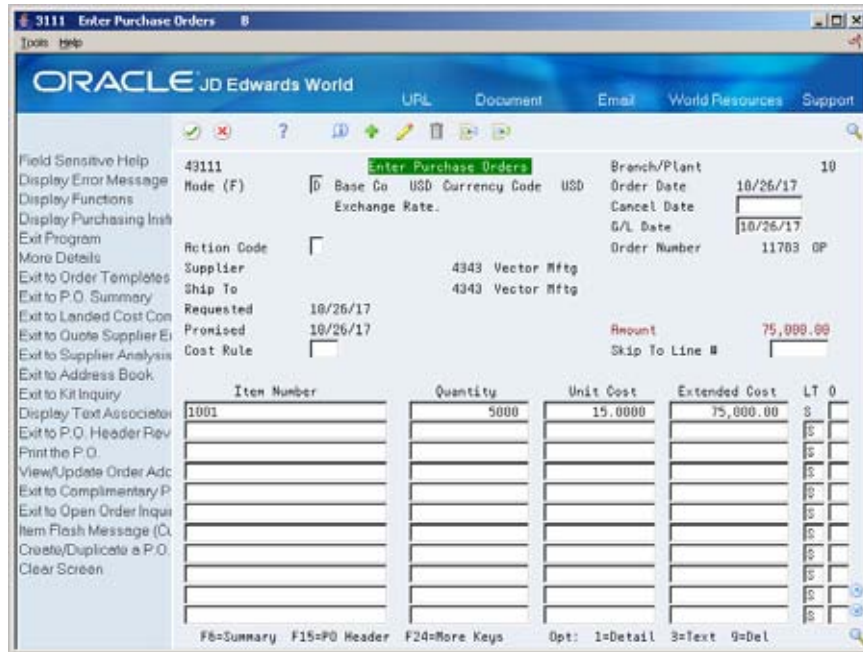 3111 Enter Purchase Orders B
Tools Help
ORACLE JD Edwards World
URL Document Email World Resources Support
Field Sensitive Help
Display Error Message
Display Functions
Display Purchasing Inst
Exit Program
More Details
Exit to Order Templates
Exit to P.O. Summary
Exit to Landed Cost Con
Exit to Quote Supplier E
Exit to Supplier Analysis
Exit to Address Book
Exit to Kit Inquiry
Display Text Associated
Exit to P.O. Header Rev
Print the P.O.
View/Update Order Adc
Exit to Complimentary P
Exit to Open Order Inqui
Item Flash Message (Cu
Create/Duplicate a P.O.
Clear Screen
43111 Enter Purchase Orders Branch/Plant 10
Mode (F) D Base Co USD Currency Code USD Order Date 10/26/17
Exchange Rate. Cancel Date
G/L Date 10/26/17
Action Code Order Number 11703 OP
Supplier 4343 Vector Mftg
Ship To 4343 Vector Mftg
Requested 10/26/17
Promised 10/26/17 Amount 75,000.00
Cost Rule Skip To Line #
Item Number Quantity Unit Cost Extended Cost LT O
1001 5000 15.0000 75,000.00 S
S
S
S
S
S
S
S
S
S
S
S
F6=Summary F15=PO Header F24=More Keys Opt: 1=Detail 3=Text 9=Del